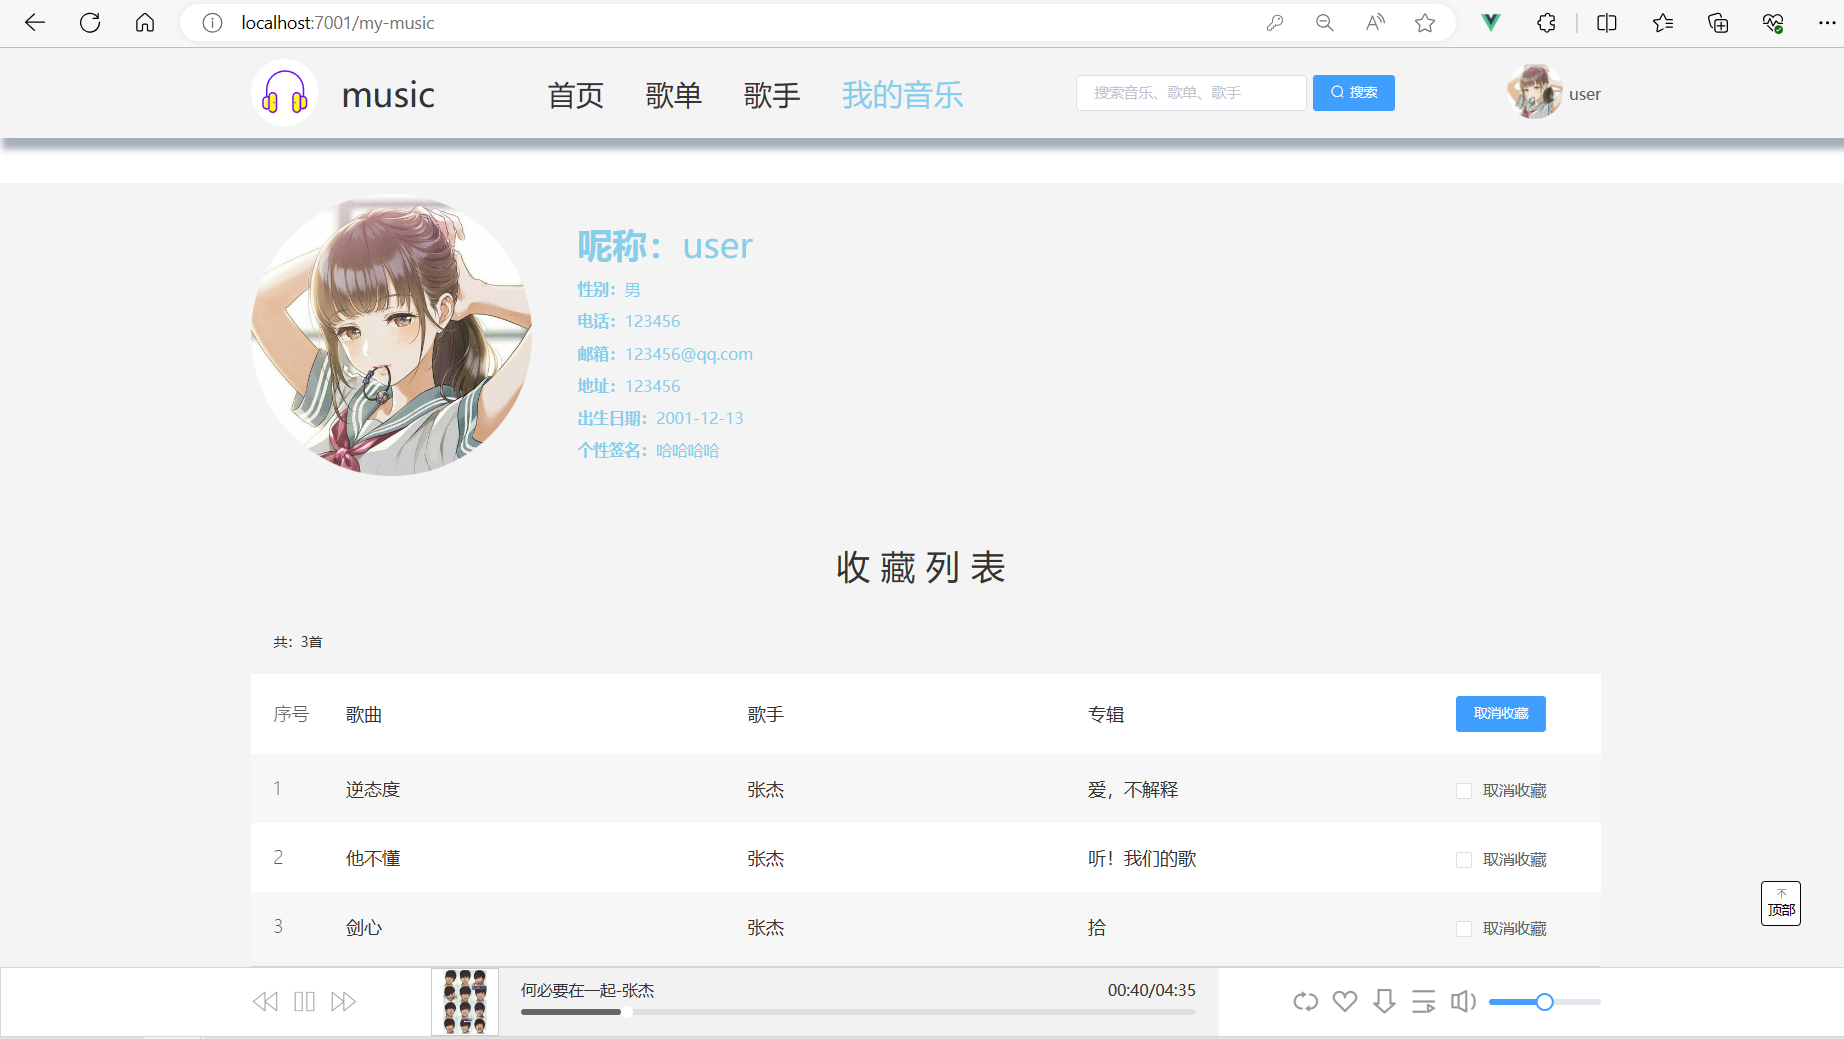 localhost:7001/my-music
music 首页 歌单 歌手 我的音乐 搜索音乐、歌单、歌手 搜索 user
呢称：user
性别：男
电话：123456
邮箱：123456@qq.com
地址：123456
出生日期：2001-12-13
个性签名：哈哈哈哈
收藏列表
共：3首
序号 歌曲 歌手 专辑 取消收藏
1 逆态度 张杰 爱，不解释 取消收藏
2 他不懂 张杰 听！我们的歌 取消收藏
3 剑心 张杰 拾 取消收藏
不
顶部
何必要在一起-张杰 00:40/04:35